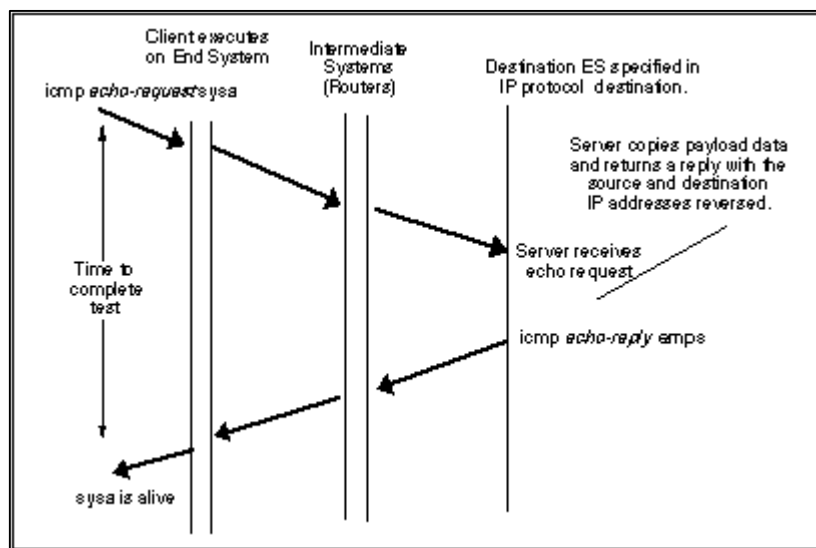 Client executes
on End System
Intermediate
Systems
(Routers)
Destination ES specified in
IP protocol destination.
icmp echo-request sysa
Server copies payload data
and returns a reply with the
source and destination
IP addresses reversed.
Server receives
echo request
Time to
complete
test
icmp echo-reply emps
sysa is alive